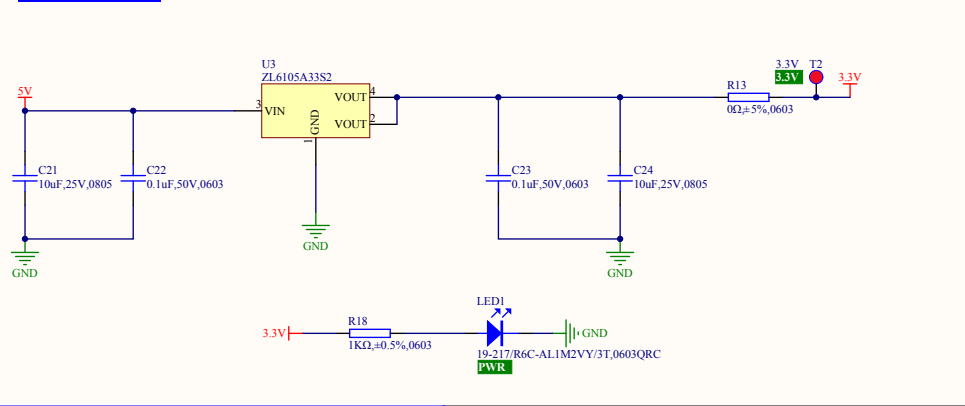 U3
ZL6105A33S2
3.3V
T2
3.3V
3.3V
5V
3
VIN
VOUT
4
VOUT
2
GND
1
R13
0Ω,±5%,0603
C21
10uF,25V,0805
C22
0.1uF,50V,0603
C23
0.1uF,50V,0603
C24
10uF,25V,0805
GND
GND
GND
LED1
R18
3.3V
1KΩ,±0.5%,0603
GND
19-217/R6C-AL1M2VY/3T,0603QRC
PWR